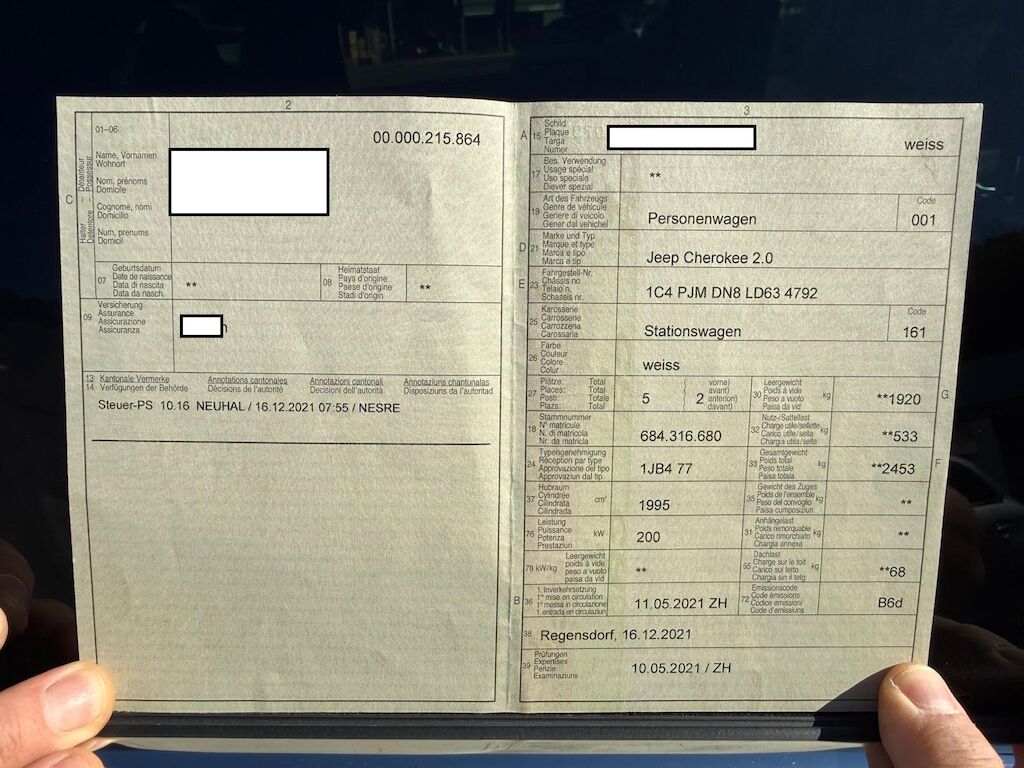 2
01-06
00.000.215.864
Halter – Détenteur
Detentore Possessur
C
Name, Vornamen
Wohnort
Nom, prénoms
Domicile
Cognome, nomi
Domicilio
Num, prenums
Domicil
07
Geburtsdatum
Date de naissance
Data di nascita
Data da nasch.
**
08
Heimatstaat
Pays d'origine
Paese d'origine
Stadi d'origin
**
09
Versicherung
Assurance
Assicurazione
Assicuranza
13 Kantonale Vermerke Annotations cantonales Annotazioni cantonali Annotaziuns chantunalas
14 Verfügungen der Behörde Décisions de l'autorité Decisioni dell'autorità Disposiziuns da l'autoritad
Steuer-PS 10.16 NEUHAL / 16.12.2021 07:55 / NESRE
3
A 15
Schild
Plaque
Targa
Numer
weiss
17
Bes. Verwendung
Usage spécial
Uso speciale
Diever spezial
**
19
Art des Fahrzeugs
Genre de véhicule
Genere di veicolo
Gener dal vehichel
Personenwagen
Code
001
D 21
Marke und Typ
Marque et type
Marca e tipo
Marca e tip
Jeep Cherokee 2.0
E 23
Fahrgestell-Nr.
Châssis no
Telaio n.
Schassis nr.
1C4 PJM DN8 LD63 4792
25
Karosserie
Carrosserie
Carrozzeria
Carossaria
Stationswagen
Code
161
26
Farbe
Couleur
Colore
Colur
weiss
27
Plätze: Total
Places: Total
Posti: Totale
Plazs: Total
5
( 2
vorne)
avant)
anteriori)
davant)
30
Leergewicht
Poids à vide
Peso a vuoto
Paisa da vid
kg
**1920
G
18
Stammnummer
N° matricule
N. di matricola
Nr. da matricla
684.316.680
32
Nutz-/Sattellast
Charge utile/sellette
Carico utile/sella
Chargia utila/sella
kg
**533
24
Typengenehmigung
Réception par type
Approvazione del tipo
Approvaziun dal tip
1JB4 77
33
Gesamtgewicht
Poids total
Peso totale
Paisa totala
kg
**2453
F
37
Hubraum
Cylindrée
Cilindrata
Cilindrada
cm³
1995
35
Gewicht des Zuges
Poids de l'ensemble
Peso del convoglio
Paisa cumposiziun
kg
**
76
Leistung
Puissance
Potenza
Prestaziun
kW
200
31
Anhängelast
Poids remorquable
Carico rimorchiato
Chargia annexa
kg
**
78 kW/kg
Leergewicht
poids à vide
peso a vuoto
paisa da vid
**
55
Dachlast
Charge sur le toit
Carico sul tetto
Chargia sin il tetg
kg
**68
B 36
1. Inverkehrsetzung
1re mise en circulation
1a messa in circolazione
1. entrada en circulaziun
11.05.2021 ZH
72
Emissionscode
Code émissions
Codice emissioni
Code d'emissiuns
B6d
38 Regensdorf, 16.12.2021
39
Prüfungen
Expertises
Perizie
Examinaziuns
10.05.2021 / ZH